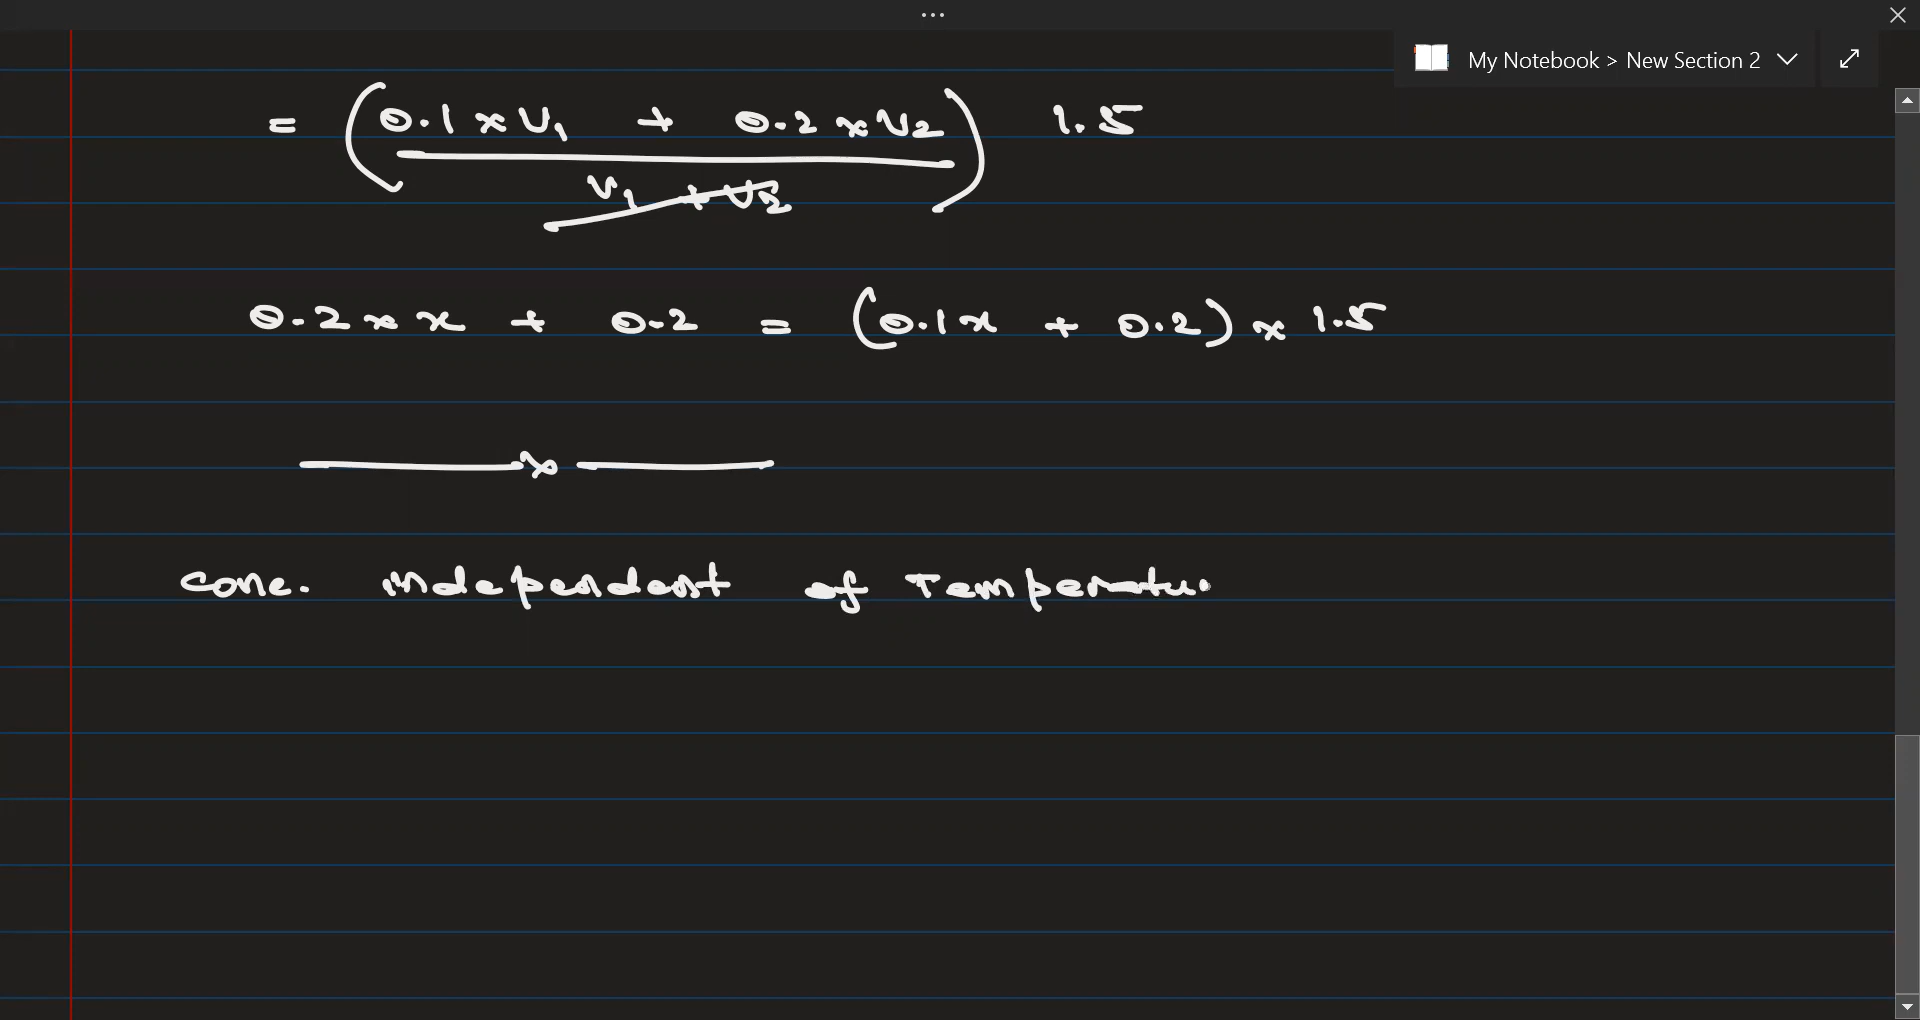 My Notebook > New Section 2
= (0.1 × V₁ + 0.2 × V₂) 1.5
V₁ + V₂
0.2 × x + 0.2 = (0.1x + 0.2) × 1.5
x
conc. independent of Temperatu